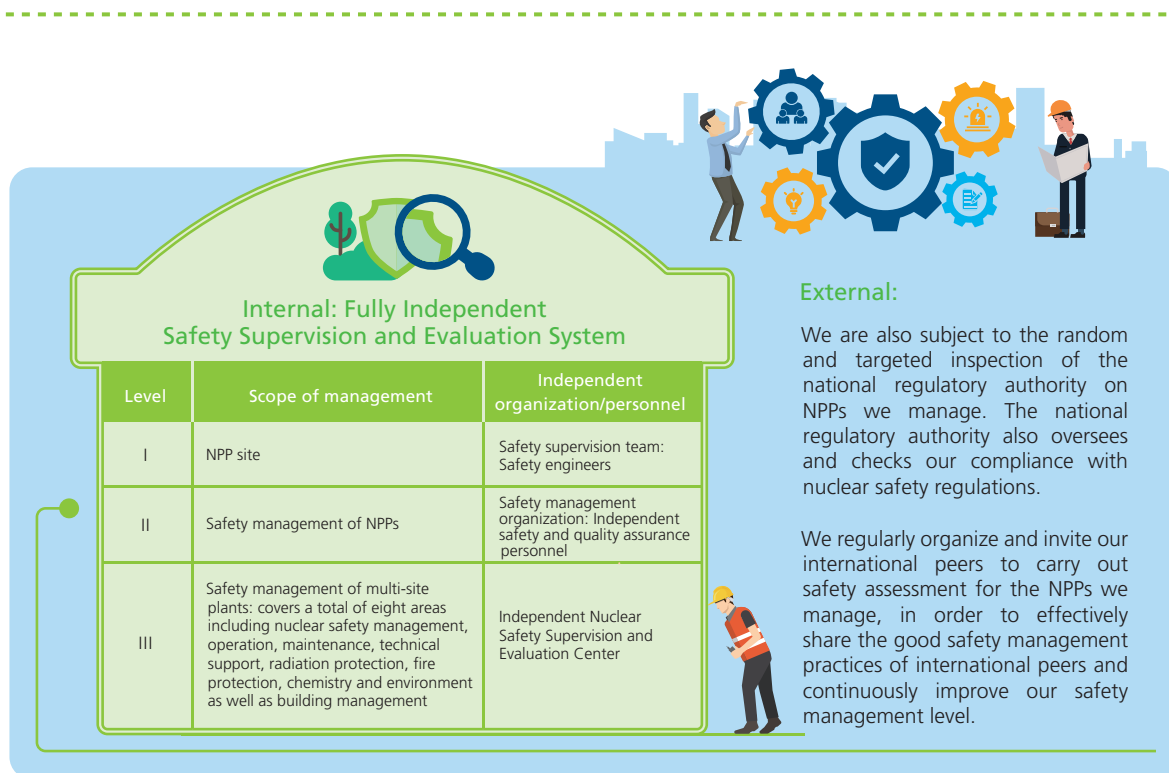 Internal: Fully Independent
Safety Supervision and Evaluation System
Level
Scope of management
Independent
organization/personnel
I
NPP site
Safety supervision team:
Safety engineers
II
Safety management of NPPs
Safety management
organization: Independent
safety and quality assurance
personnel
III
Safety management of multi-site
plants: covers a total of eight areas
including nuclear safety management,
operation, maintenance, technical
support, radiation protection, fire
protection, chemistry and environment
as well as building management
Independent Nuclear
Safety Supervision and
Evaluation Center
External:
We are also subject to the random
and targeted inspection of the
national regulatory authority on
NPPs we manage. The national
regulatory authority also oversees
and checks our compliance with
nuclear safety regulations.
We regularly organize and invite our
international peers to carry out
safety assessment for the NPPs we
manage, in order to effectively
share the good safety management
practices of international peers and
continuously improve our safety
management level.